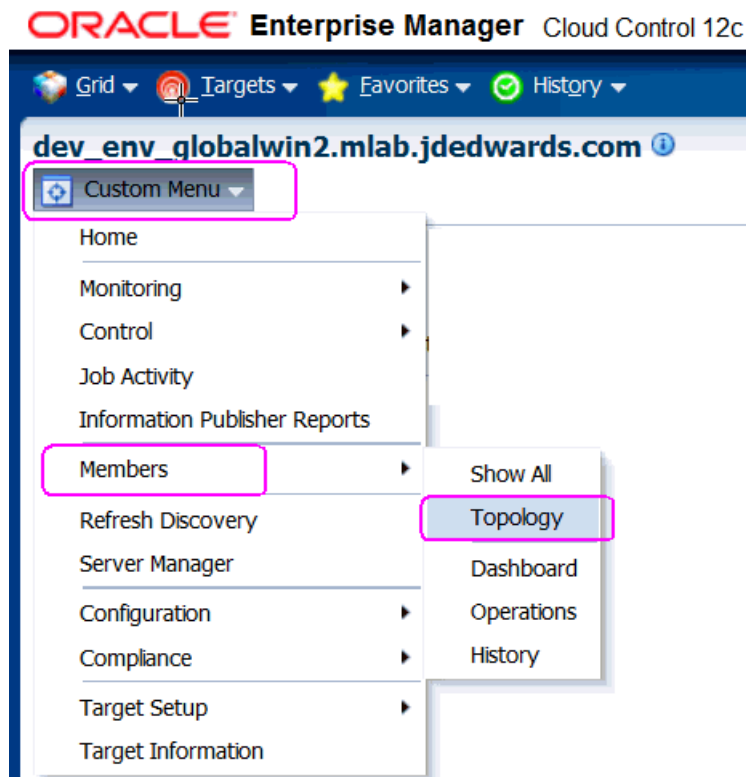 ORACLE Enterprise Manager Cloud Control 12c
Grid Targets Favorites History
dev_env_globalwin2.mlab.jdedwards.com
Custom Menu
Home
Monitoring
Control
Job Activity
Information Publisher Reports
Members
Refresh Discovery
Server Manager
Configuration
Compliance
Target Setup
Target Information
Show All
Topology
Dashboard
Operations
History